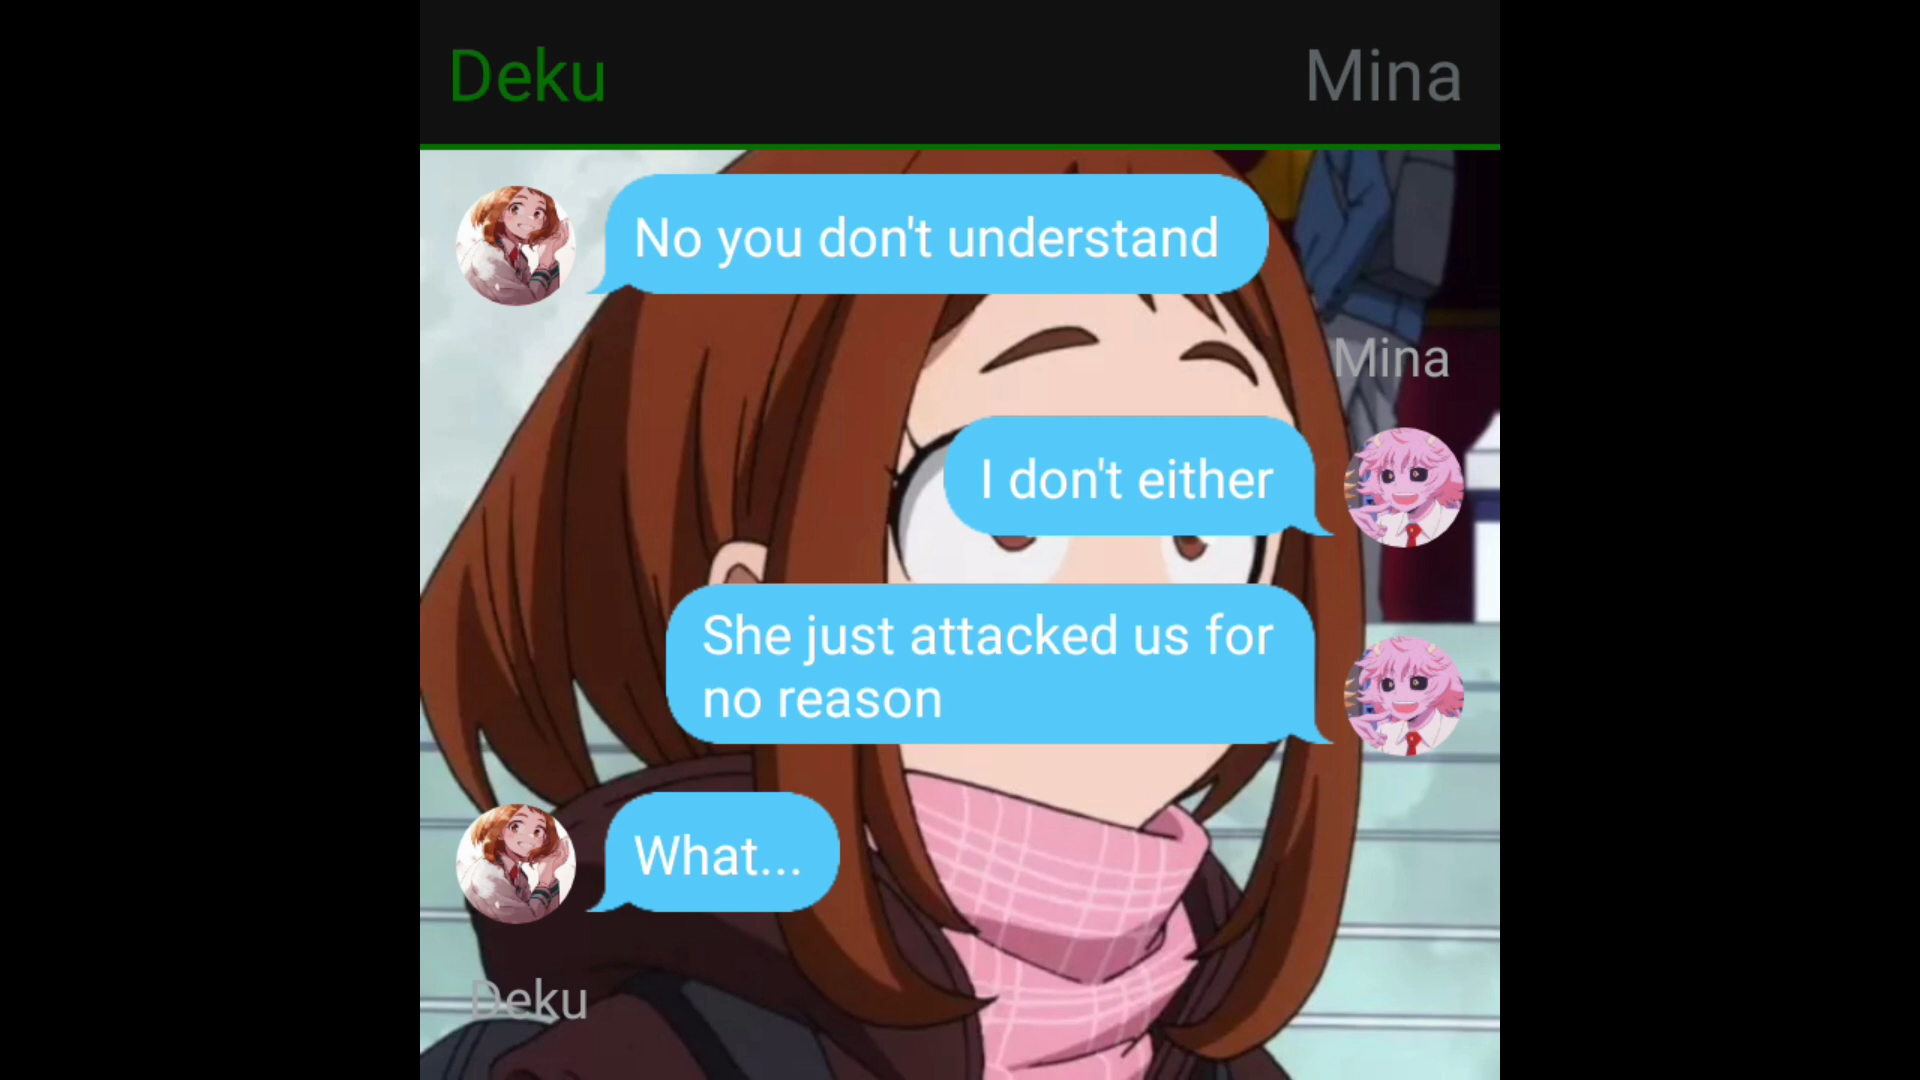 Deku
Mina
No you don't understand
Mina
I don't either
She just attacked us for
no reason
What...
Deku